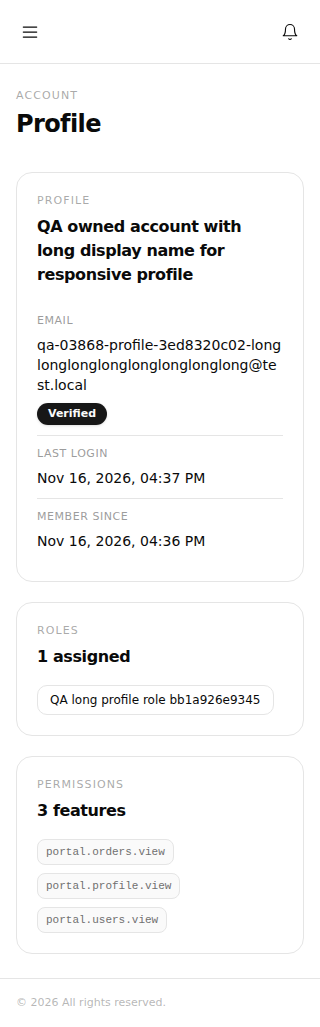 ACCOUNT
Profile
PROFILE
QA owned account with
long display name for
responsive profile
EMAIL
qa-03868-profile-3ed8320c02-long
longlonglonglonglonglonglong@te
st.local
Verified
LAST LOGIN
Nov 16, 2026, 04:37 PM
MEMBER SINCE
Nov 16, 2026, 04:36 PM
ROLES
1 assigned
QA long profile role bb1a926e9345
PERMISSIONS
3 features
portal.orders.view
portal.profile.view
portal.users.view
© 2026 All rights reserved.